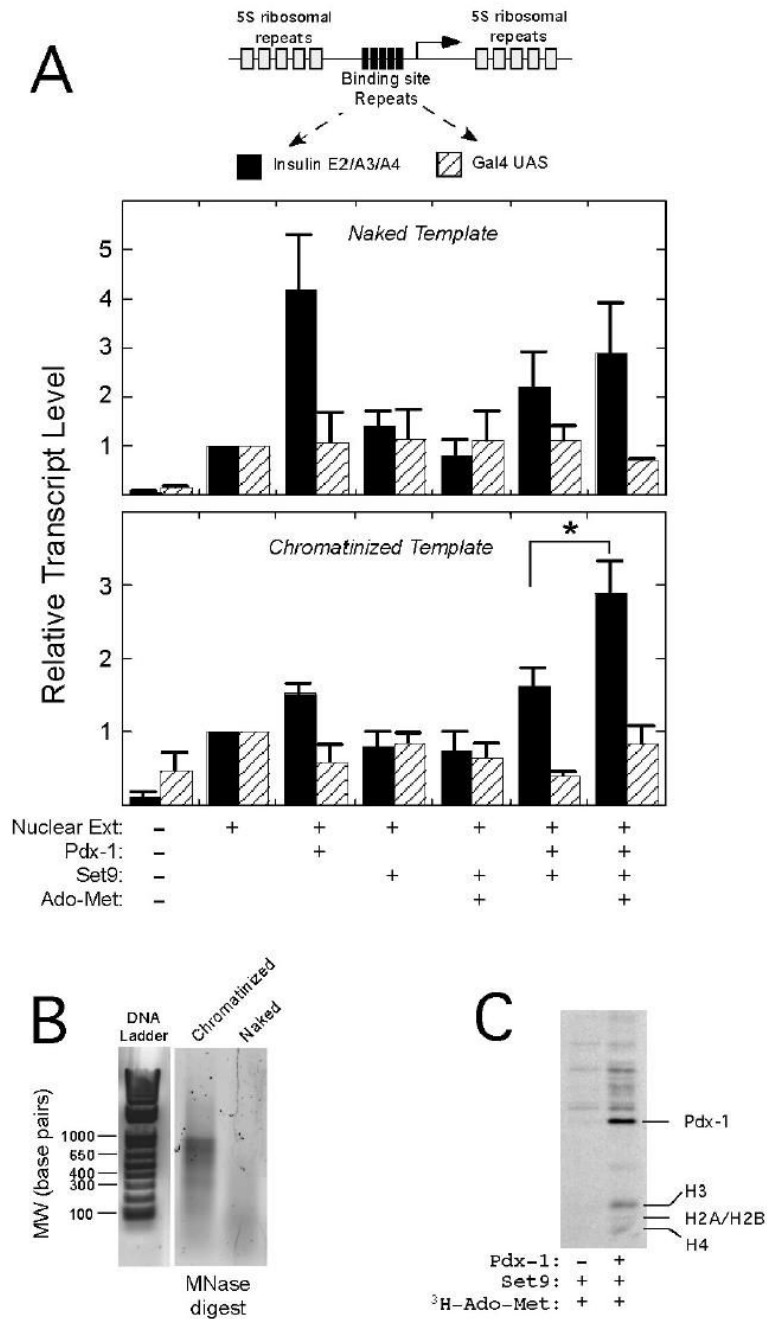 A
5S ribosomal repeats
5S ribosomal repeats
Binding site Repeats
Insulin E2/A3/A4
Gal4 UAS
Relative Transcript Level
Naked Template
5
4
3
2
1
Chromatinized Template
*
3
2
1
Nuclear Ext: – + + + + + +
Pdx-1: – + + +
Set9: – + + + +
Ado-Met: – + +
B
DNA Ladder
Chromatinized
Naked
MW (base pairs)
1000
650
400
300
100
MNase digest
C
Pdx-1
H3
H2A/H2B
H4
Pdx-1: – +
Set9: + +
³H-Ado-Met: + +